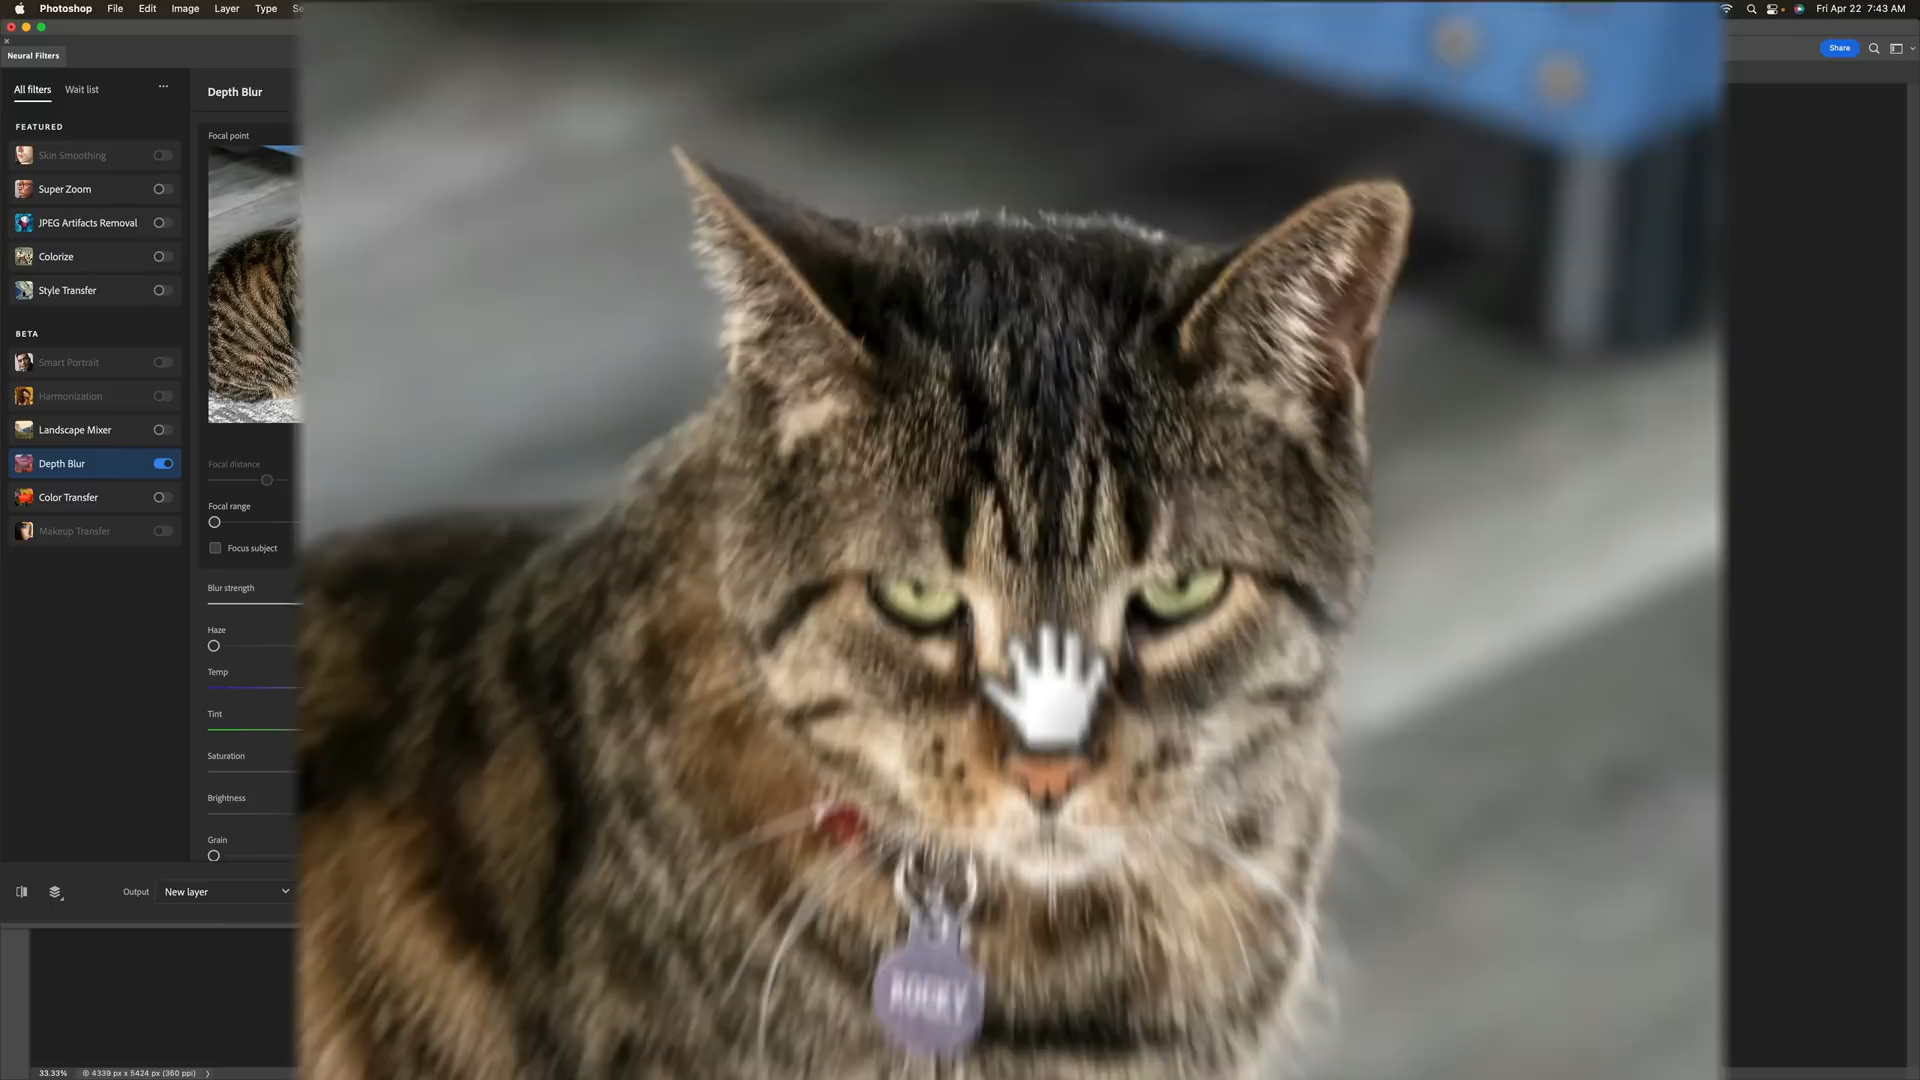 Photoshop File Edit Image Layer Type Se
Fri Apr 22 7:43 AM
Share
Neural Filters
All filters Wait list
FEATURED
Skin Smoothing
Super Zoom
JPEG Artifacts Removal
Colorize
Style Transfer
BETA
Smart Portrait
Harmonization
Landscape Mixer
Depth Blur
Color Transfer
Makeup Transfer
Depth Blur
Focal point
Focal distance
Focal range
Focus subject
Blur strength
Haze
Temp
Tint
Saturation
Brightness
Grain
Output New layer
ROCKY
33.33% 4339 px x 5424 px (360 ppi)